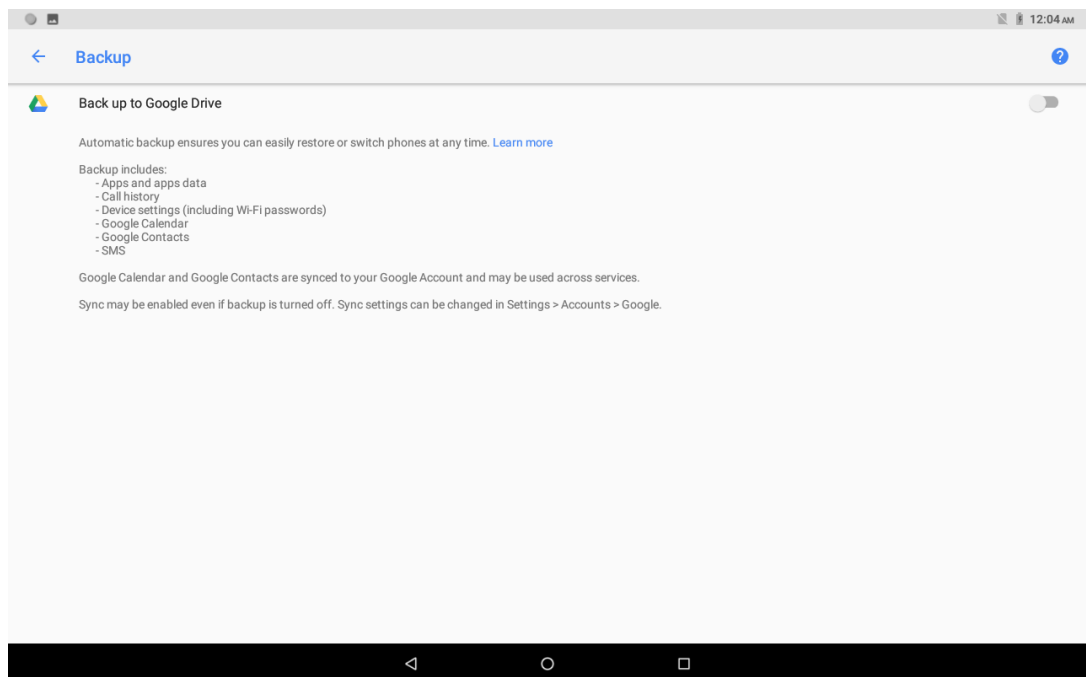 12:04 AM
Backup
Back up to Google Drive
Automatic backup ensures you can easily restore or switch phones at any time. Learn more
Backup includes:
- Apps and apps data
- Call history
- Device settings (including Wi-Fi passwords)
- Google Calendar
- Google Contacts
- SMS
Google Calendar and Google Contacts are synced to your Google Account and may be used across services.
Sync may be enabled even if backup is turned off. Sync settings can be changed in Settings > Accounts > Google.